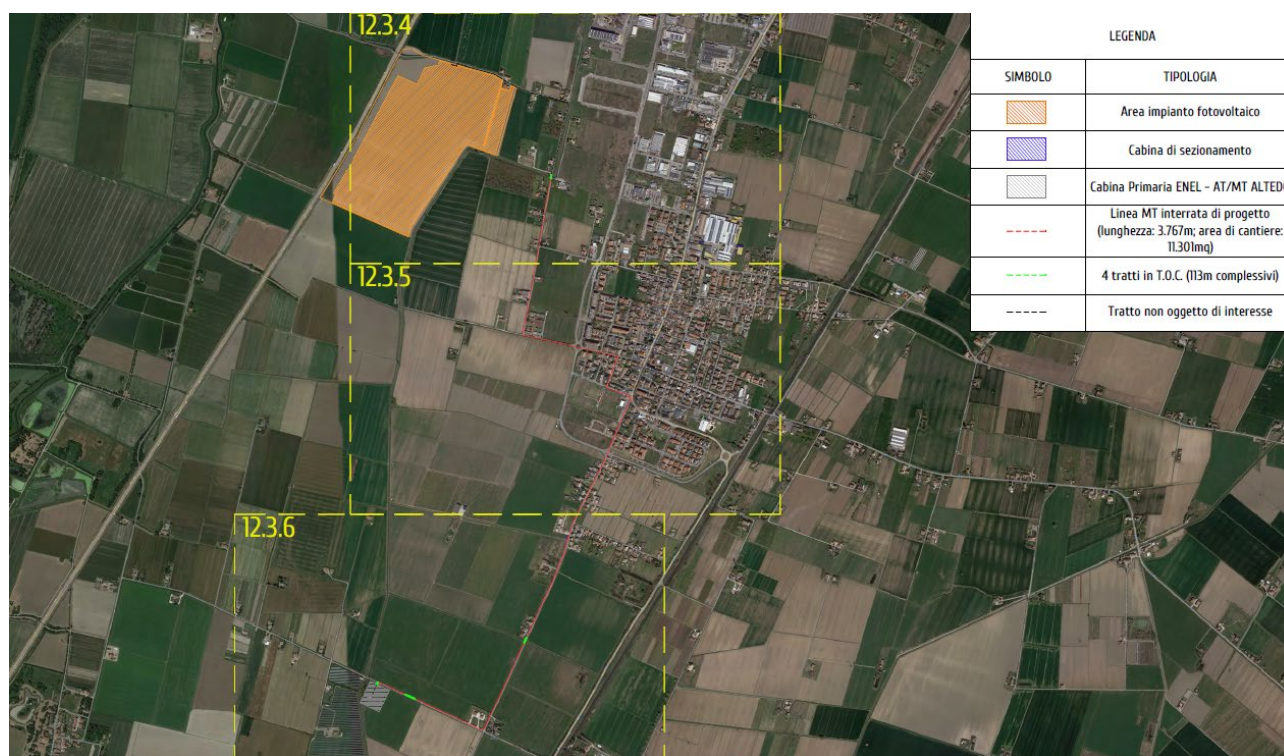 12.3.4
12.3.5
12.3.6
LEGENDA
SIMBOLO TIPOLOGIA
Area impianto fotovoltaico
Cabina di sezionamento
Cabina Primaria ENEL - AT/MT ALTED
Linea MT interrata di progetto
(lunghezza: 3.767m; area di cantiere:
11.301mq)
4 tratti in T.O.C. (113m complessivi)
Tratto non oggetto di interesse